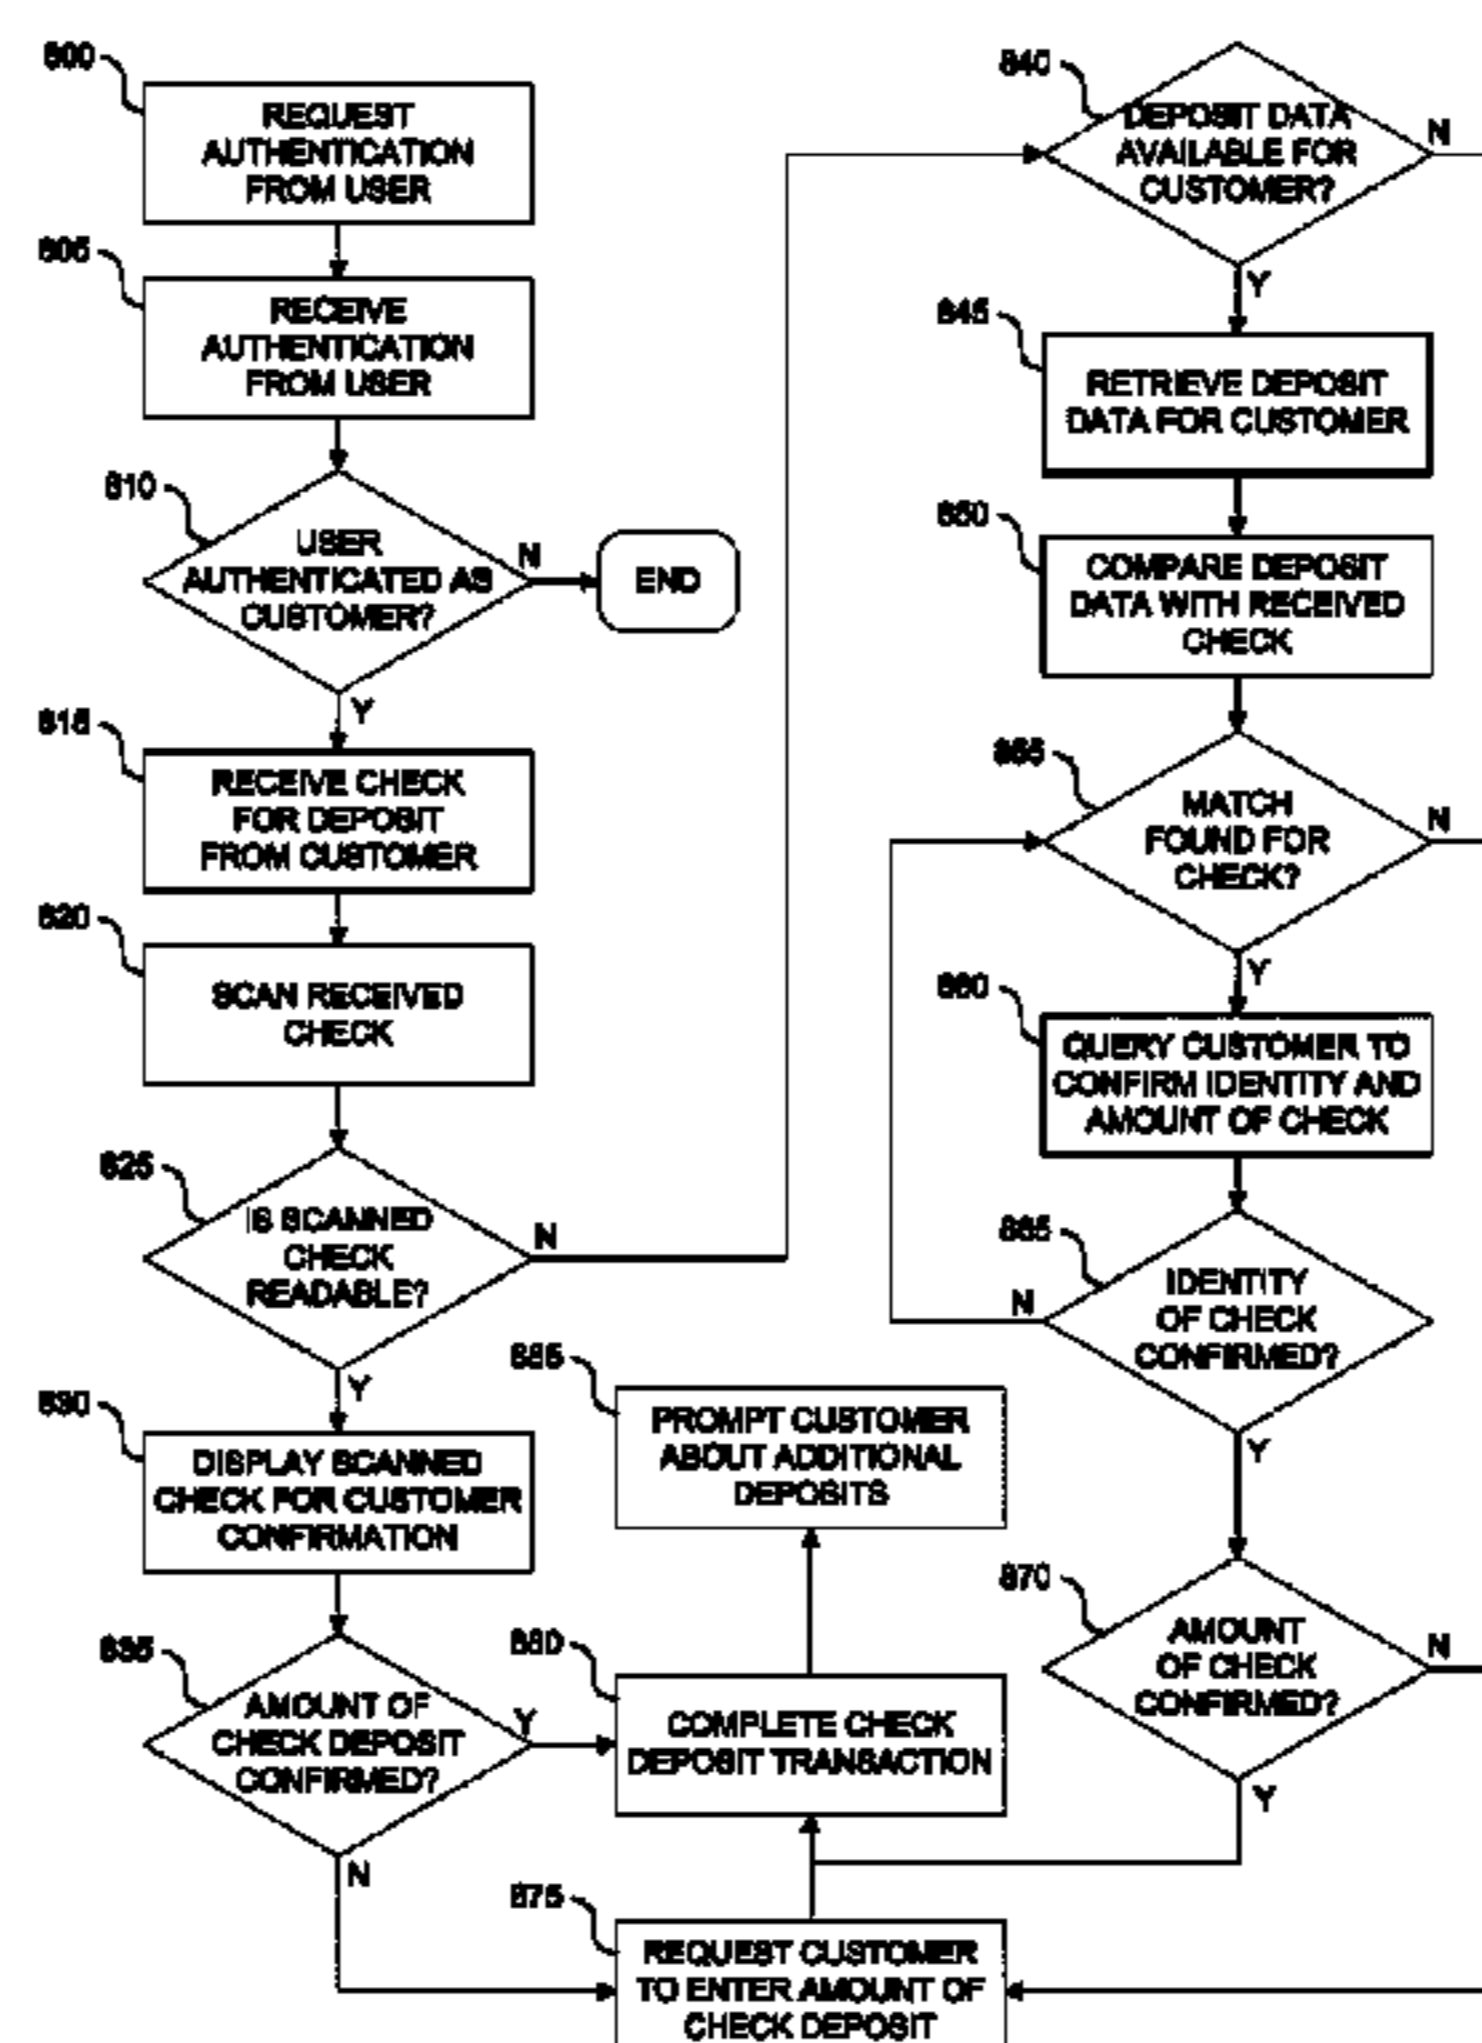 800
REQUEST
AUTHENTICATION
FROM USER
805
RECEIVE
AUTHENTICATION
FROM USER
810
USER
AUTHENTICATED AS
CUSTOMER?
N
END
Y
815
RECEIVE CHECK
FOR DEPOSIT
FROM CUSTOMER
820
SCAN RECEIVED
CHECK
825
IS SCANNED
CHECK
READABLE?
N
Y
830
DISPLAY SCANNED
CHECK FOR CUSTOMER
CONFIRMATION
835
AMOUNT OF
CHECK DEPOSIT
CONFIRMED?
Y
N
840
DEPOSIT DATA
AVAILABLE FOR
CUSTOMER?
N
Y
845
RETRIEVE DEPOSIT
DATA FOR CUSTOMER
850
COMPARE DEPOSIT
DATA WITH RECEIVED
CHECK
855
MATCH
FOUND FOR
CHECK?
N
Y
860
QUERY CUSTOMER TO
CONFIRM IDENTITY AND
AMOUNT OF CHECK
865
IDENTITY
OF CHECK
CONFIRMED?
N
Y
870
AMOUNT
OF CHECK
CONFIRMED?
N
Y
875
REQUEST CUSTOMER
TO ENTER AMOUNT OF
CHECK DEPOSIT
880
COMPLETE CHECK
DEPOSIT TRANSACTION
885
PROMPT CUSTOMER
ABOUT ADDITIONAL
DEPOSITS